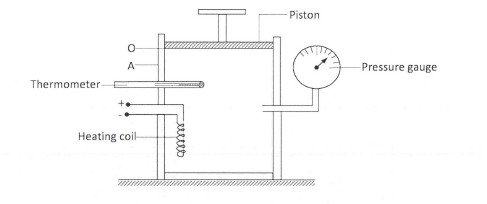 Piston
O
A
Pressure gauge
Thermometer
+
-
Heating coil